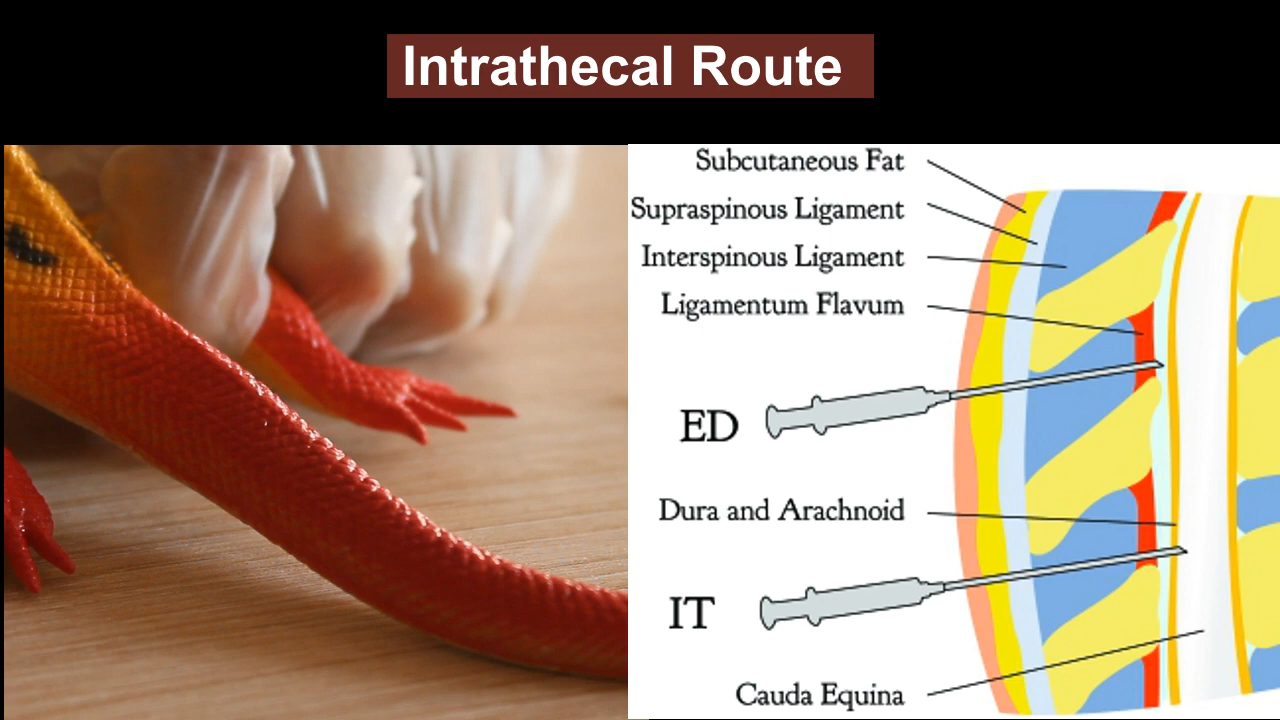 Intrathecal Route
Subcutaneous Fat
Supraspinous Ligament
Interspinous Ligament
Ligamentum Flavum
ED
Dura and Arachnoid
IT
Cauda Equina